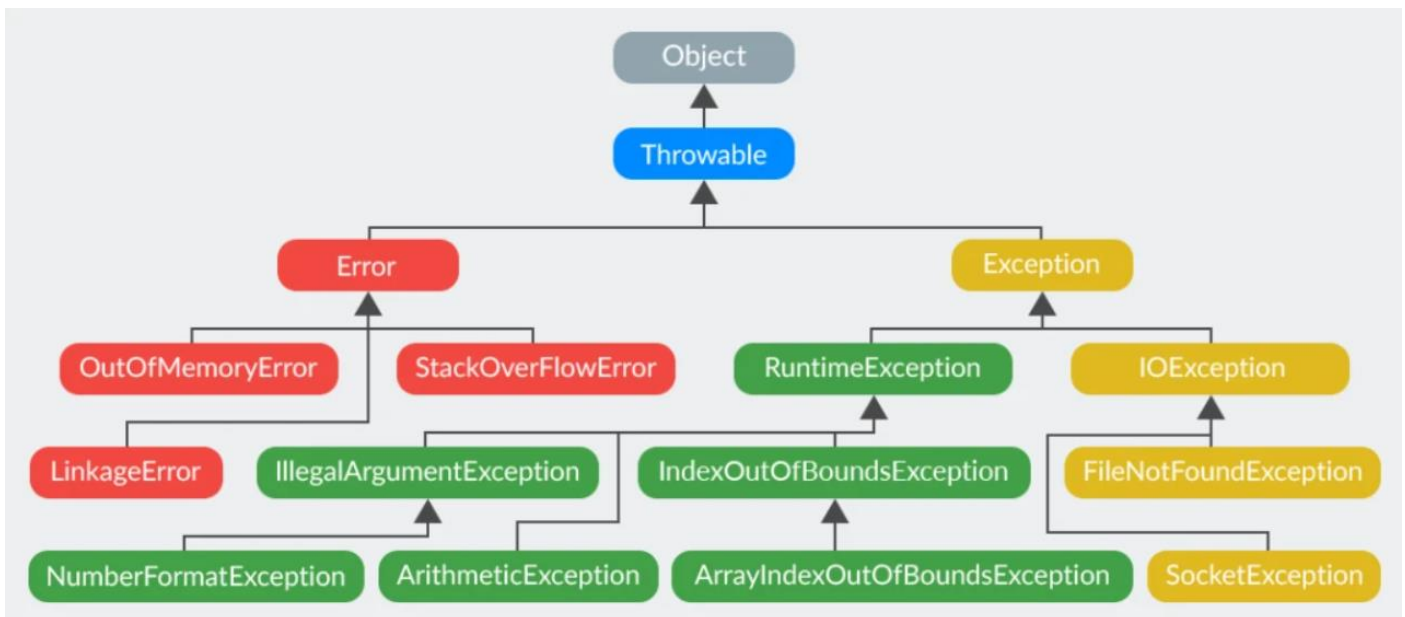 Object
Throwable
Error
Exception
OutOfMemoryError
StackOverFlowError
RuntimeException
IOException
LinkageError
IllegalArgumentException
IndexOutOfBoundsException
FileNotFoundException
NumberFormatException
ArithmeticException
ArrayIndexOutOfBoundsException
SocketException